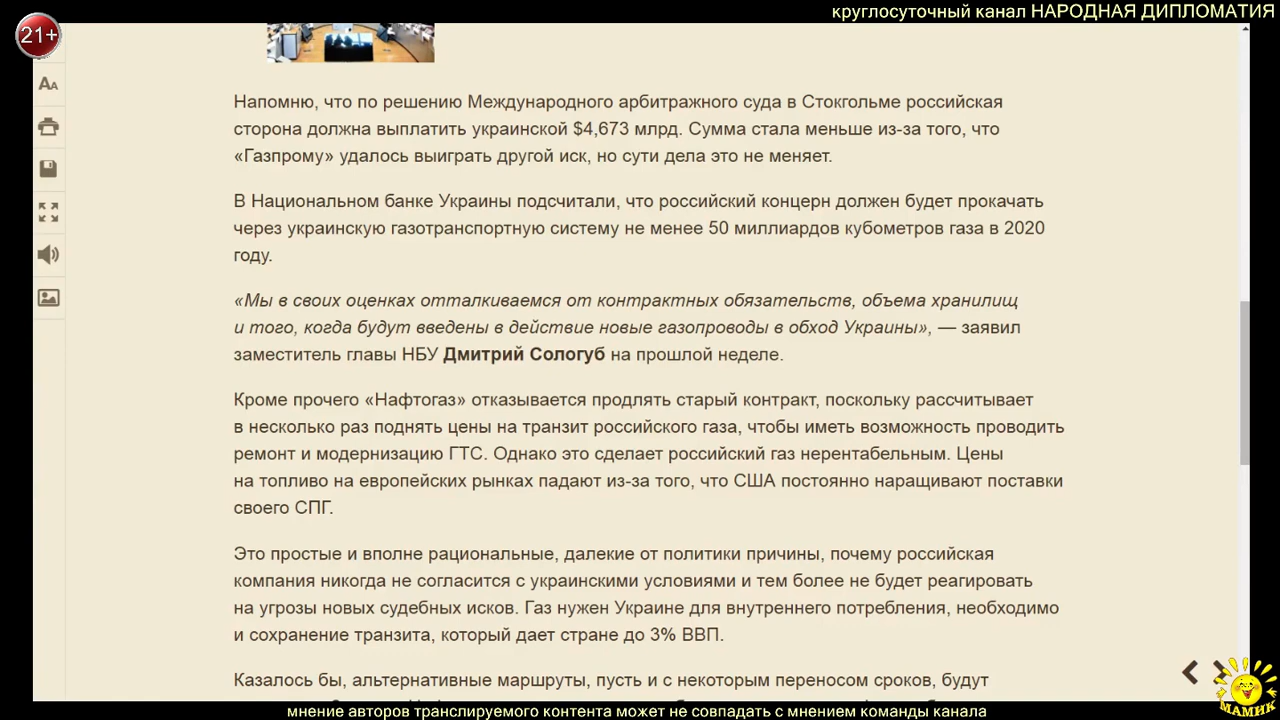 круглосуточный канал НАРОДНАЯ ДИПЛОМАТИЯ
21+
AA
Напомню, что по решению Международного арбитражного суда в Стокгольме российская
сторона должна выплатить украинской $4,673 млрд. Сумма стала меньше из-за того, что
«Газпрому» удалось выиграть другой иск, но сути дела это не меняет.
В Национальном банке Украины подсчитали, что российский концерн должен будет прокачать
через украинскую газотранспортную систему не менее 50 миллиардов кубометров газа в 2020
году.
«Мы в своих оценках отталкиваемся от контрактных обязательств, объема хранилищ
и того, когда будут введены в действие новые газопроводы в обход Украины», — заявил
заместитель главы НБУ Дмитрий Сологуб на прошлой неделе.
Кроме прочего «Нафтогаз» отказывается продлять старый контракт, поскольку рассчитывает
в несколько раз поднять цены на транзит российского газа, чтобы иметь возможность проводить
ремонт и модернизацию ГТС. Однако это сделает российский газ нерентабельным. Цены
на топливо на европейских рынках падают из-за того, что США постоянно наращивают поставки
своего СПГ.
Это простые и вполне рациональные, далекие от политики причины, почему российская
компания никогда не согласится с украинскими условиями и тем более не будет реагировать
на угрозы новых судебных исков. Газ нужен Украине для внутреннего потребления, необходимо
и сохранение транзита, который дает стране до 3% ВВП.
Казалось бы, альтернативные маршруты, пусть и с некоторым переносом сроков, будут
МАМИК
мнение авторов транслируемого контента может не совпадать с мнением команды канала